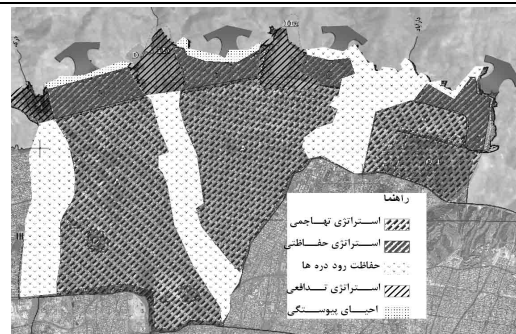 راهنما
استراتژی تهاجمی
استراتژی حفاظتی
حفاظت رود دره ها
استراتژی تدافعی
احیای پیوستگی